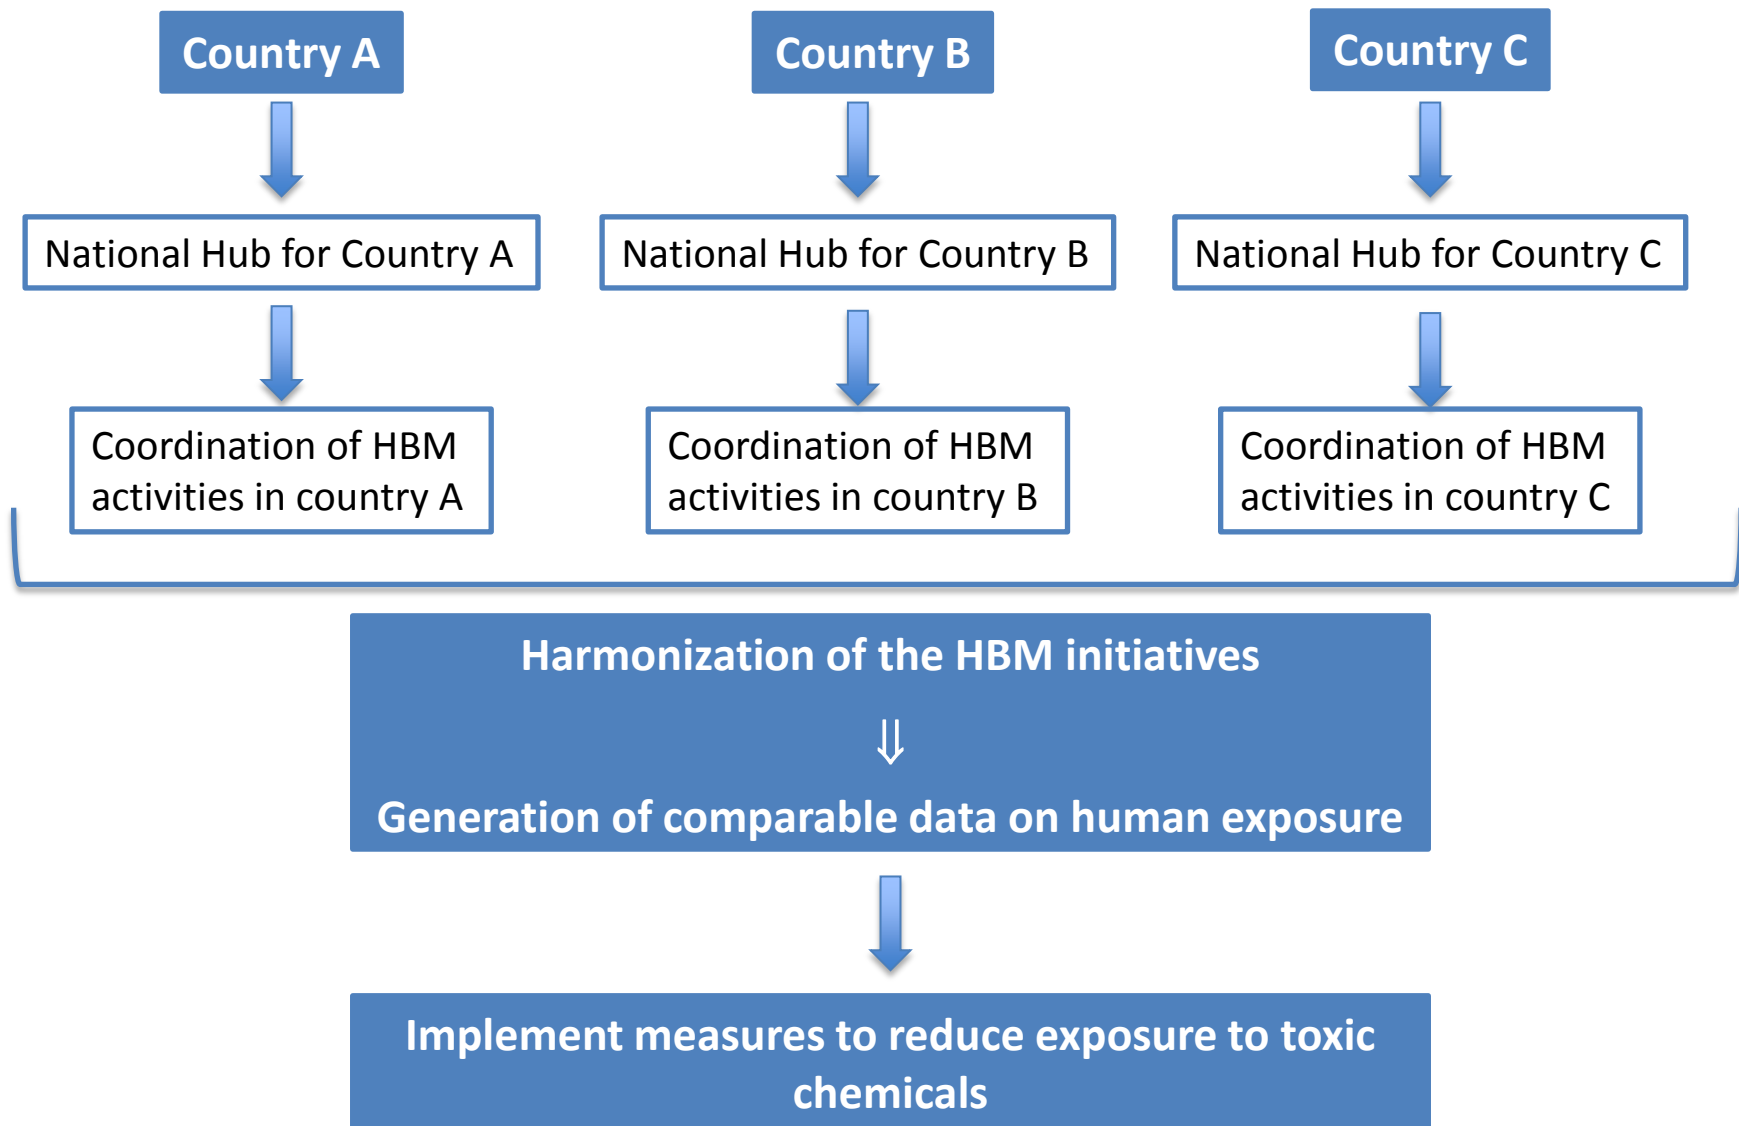 Country A
Country B
Country C
National Hub for Country A
National Hub for Country B
National Hub for Country C
Coordination of HBM
activities in country A
Coordination of HBM
activities in country B
Coordination of HBM
activities in country C
Harmonization of the HBM initiatives
⇓
Generation of comparable data on human exposure
Implement measures to reduce exposure to toxic
chemicals